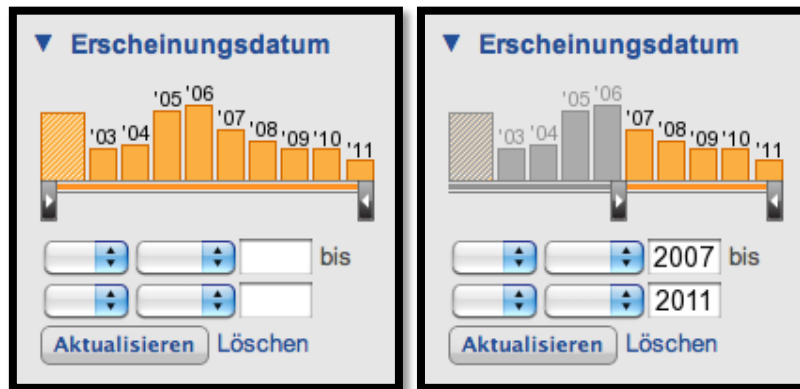 ▼ Erscheinungsdatum
'03 '04 '05 '06 '07 '08 '09 '10 '11
bis
Aktualisieren Löschen
▼ Erscheinungsdatum
'03 '04 '05 '06 '07 '08 '09 '10 '11
2007 bis
2011
Aktualisieren Löschen